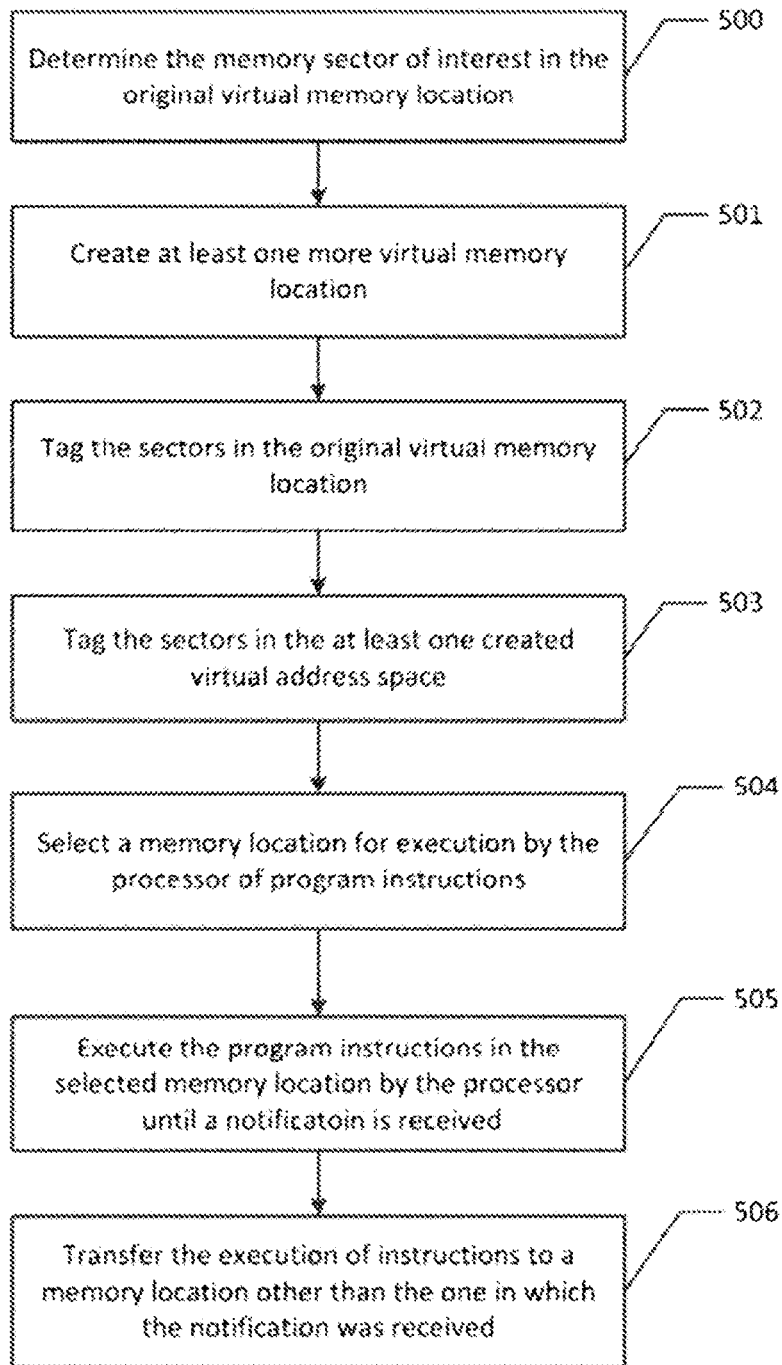 500
Determine the memory sector of interest in the
original virtual memory location
501
Create at least one more virtual memory
location
502
Tag the sectors in the original virtual memory
location
503
Tag the sectors in the at least one created
virtual address space
504
Select a memory location for execution by the
processor of program instructions
505
Execute the program instructions in the
selected memory location by the processor
until a notificatoin is received
506
Transfer the execution of instructions to a
memory location other than the one in which
the notification was received